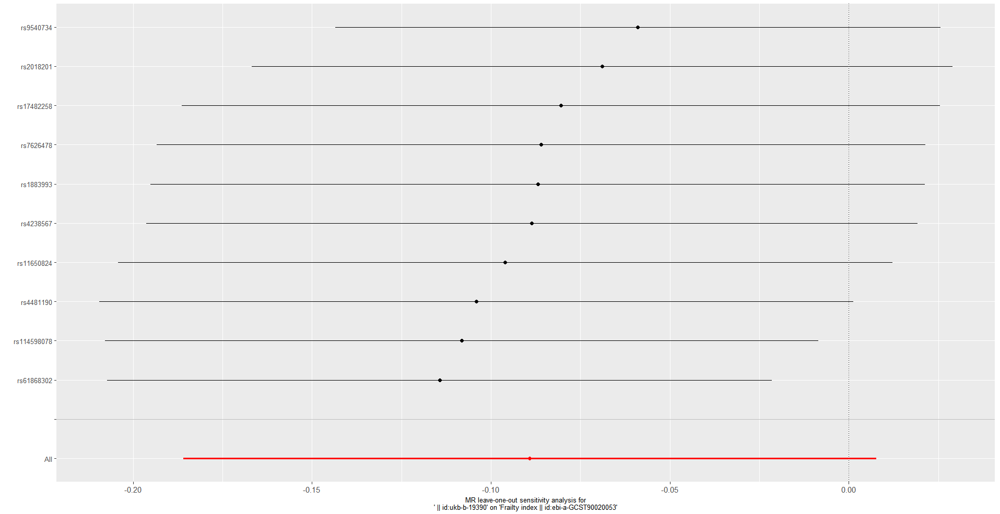 rs9540734
rs2018201
rs17482258
rs7626478
rs1883993
rs4238567
rs11650824
rs4481190
rs114598078
rs61868302
All
-0.20 -0.15 -0.10 -0.05 0.00
MR leave-one-out sensitivity analysis for
' || id:ukb-b-19390' on 'Frailty index || id:ebi-a-GCST90020053'